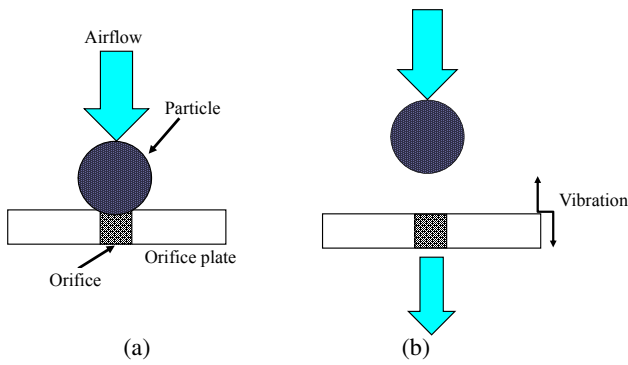 Airflow
Particle
Vibration
Orifice plate
Orifice
(a)
(b)